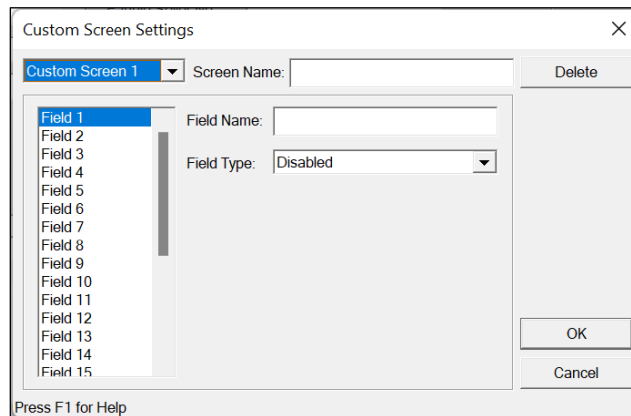 Custom Screen Settings
Custom Screen 1
Screen Name:
Delete
Field 1
Field 2
Field 3
Field 4
Field 5
Field 6
Field 7
Field 8
Field 9
Field 10
Field 11
Field 12
Field 13
Field 14
Field 15
Field Name:
Field Type:
Disabled
OK
Cancel
Press F1 for Help